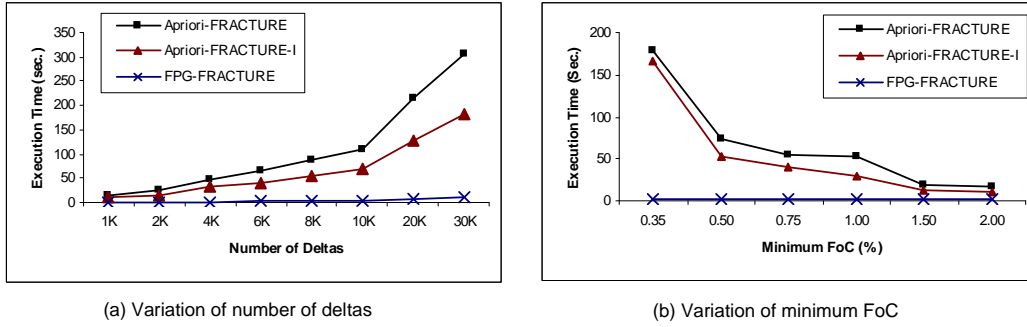 350
300
250
200
150
100
50
0
Execution Time (sec.)
Apriori-FRACTURE
Apriori-FRACTURE-I
FPG-FRACTURE
1K 2K 4K 6K 8K 10K 20K 30K
Number of Deltas
(a) Variation of number of deltas
200
150
100
50
0
Execution Time (Sec.)
Apriori-FRACTURE
Apriori-FRACTURE-I
FPG-FRACTURE
0.35 0.50 0.75 1.00 1.50 2.00
Minimum FoC (%)
(b) Variation of minimum FoC